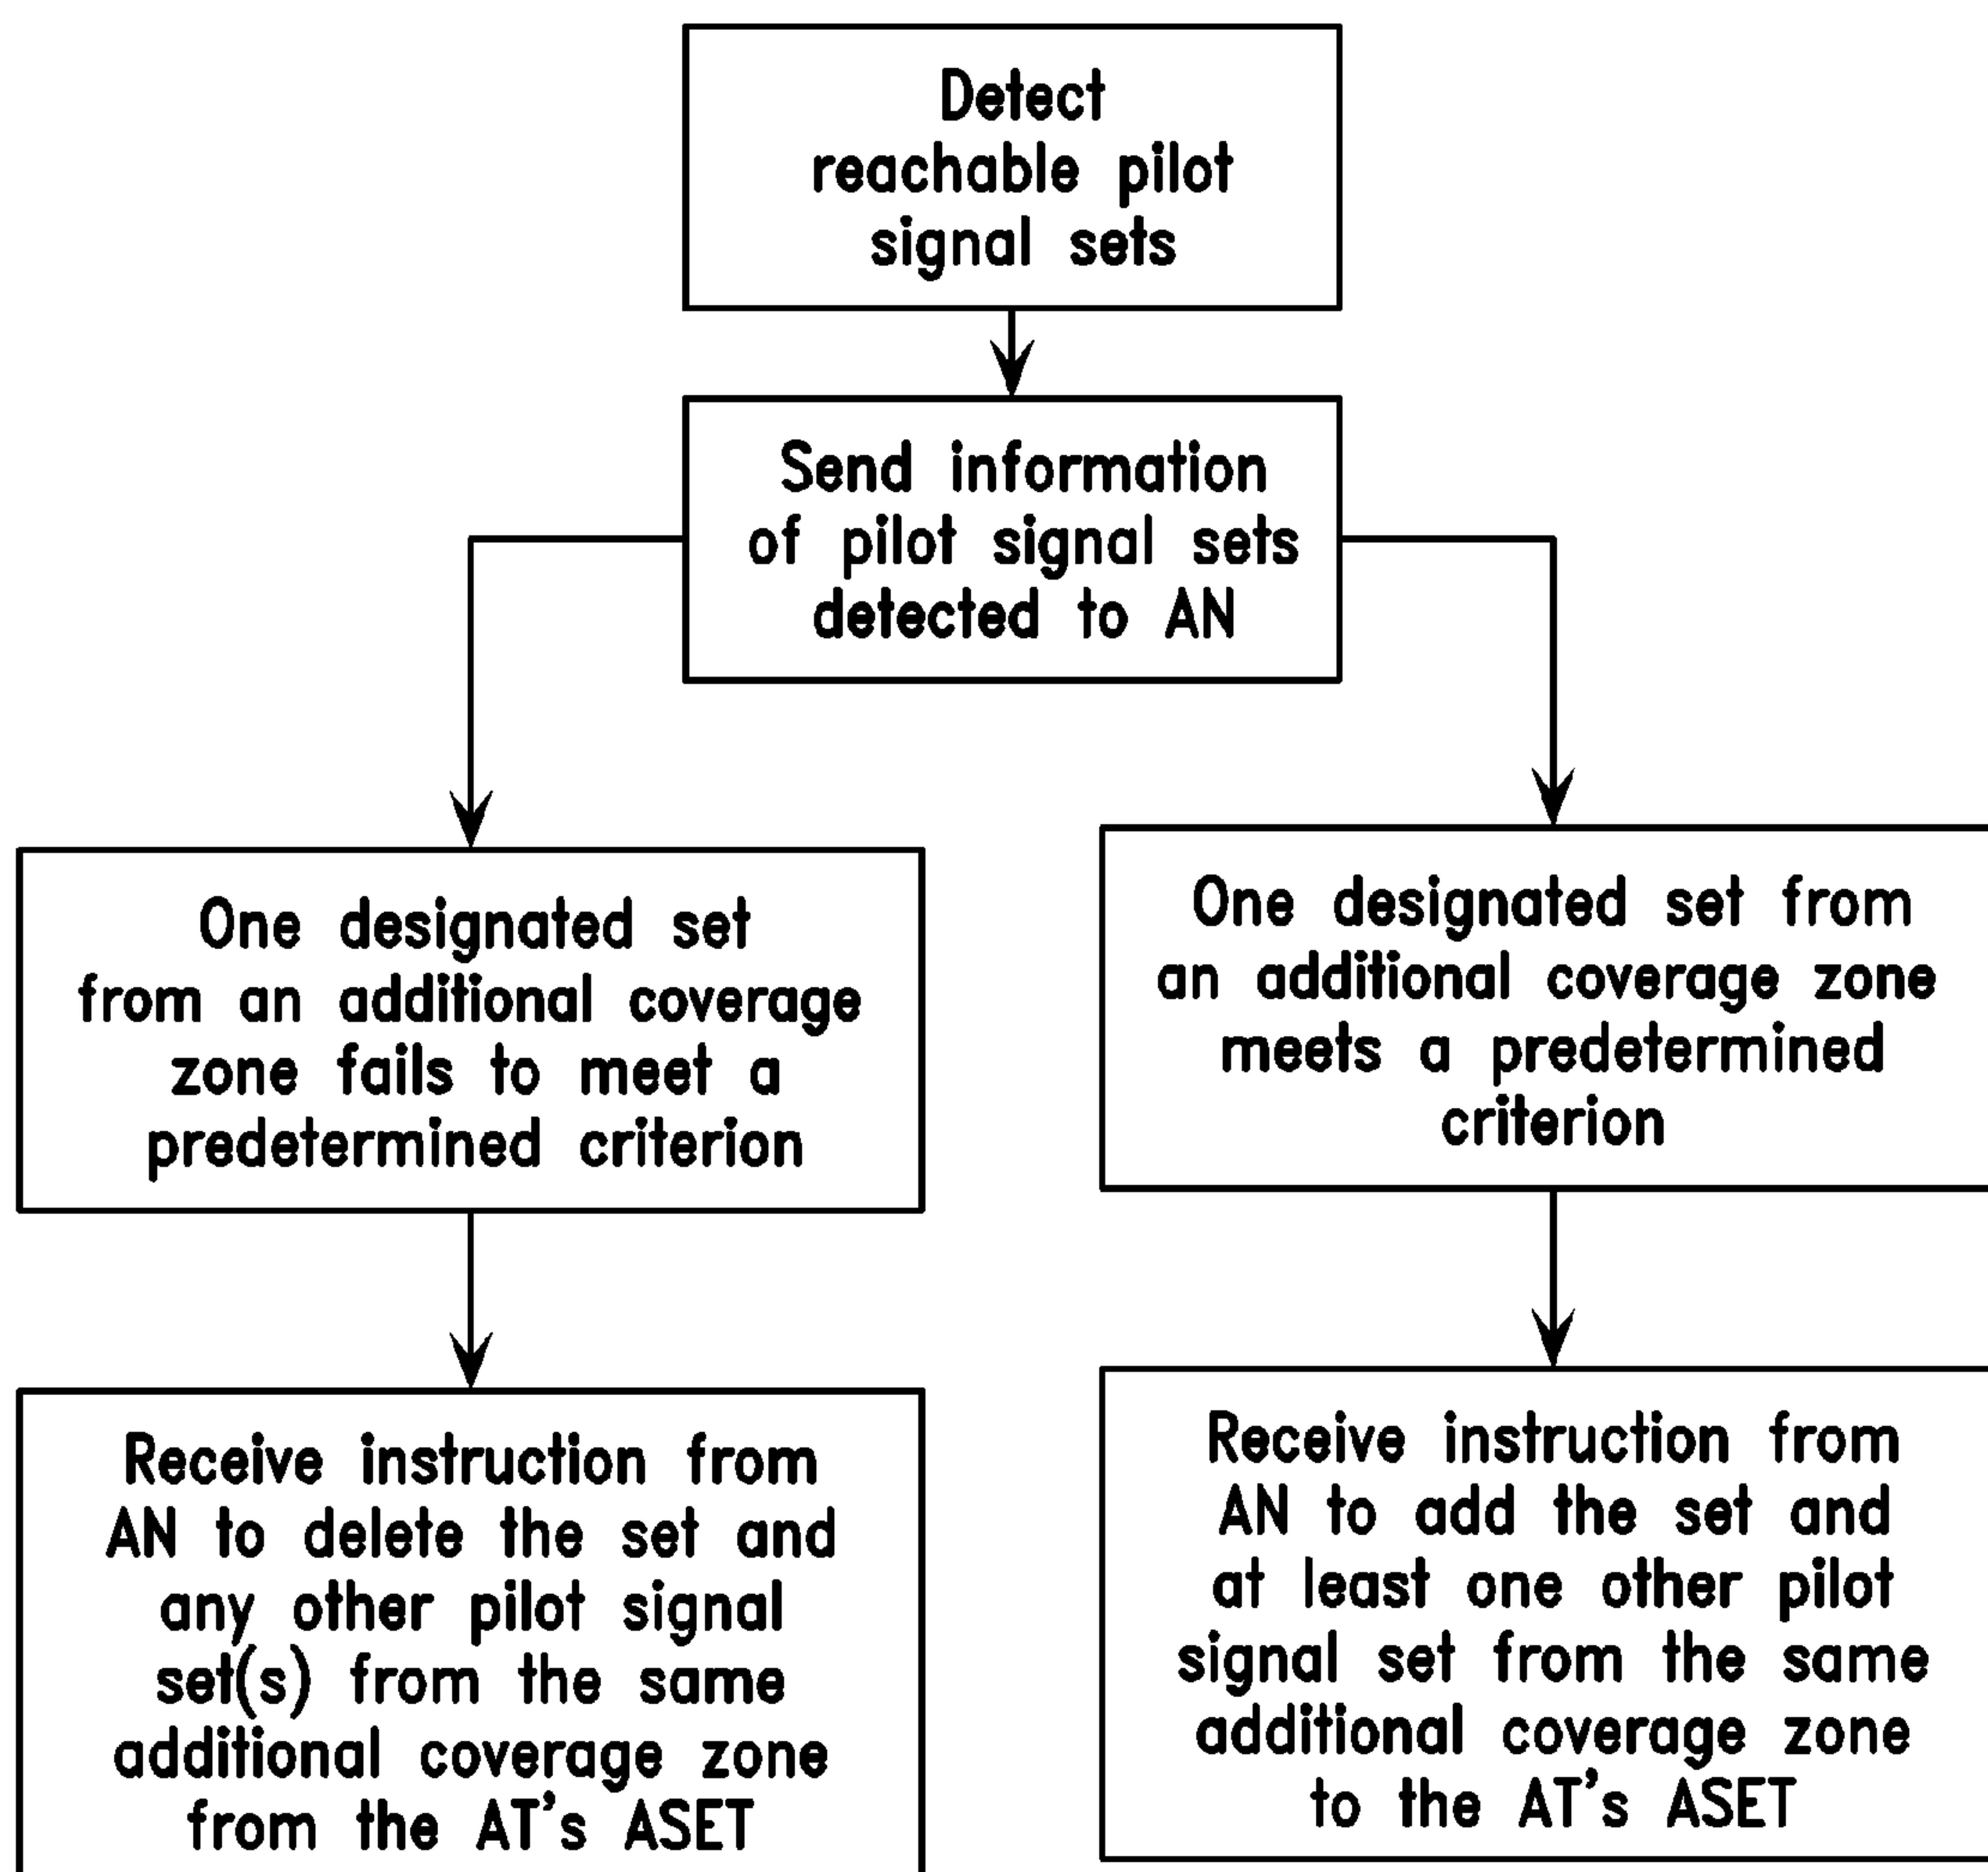 Detect
reachable pilot
signal sets
Send information
of pilot signal sets
detected to AN
One designated set
from an additional coverage
zone fails to meet a
predetermined criterion
One designated set from
an additional coverage zone
meets a predetermined
criterion
Receive instruction from
AN to delete the set and
any other pilot signal
set(s) from the same
additional coverage zone
from the AT's ASET
Receive instruction from
AN to add the set and
at least one other pilot
signal set from the same
additional coverage zone
to the AT's ASET